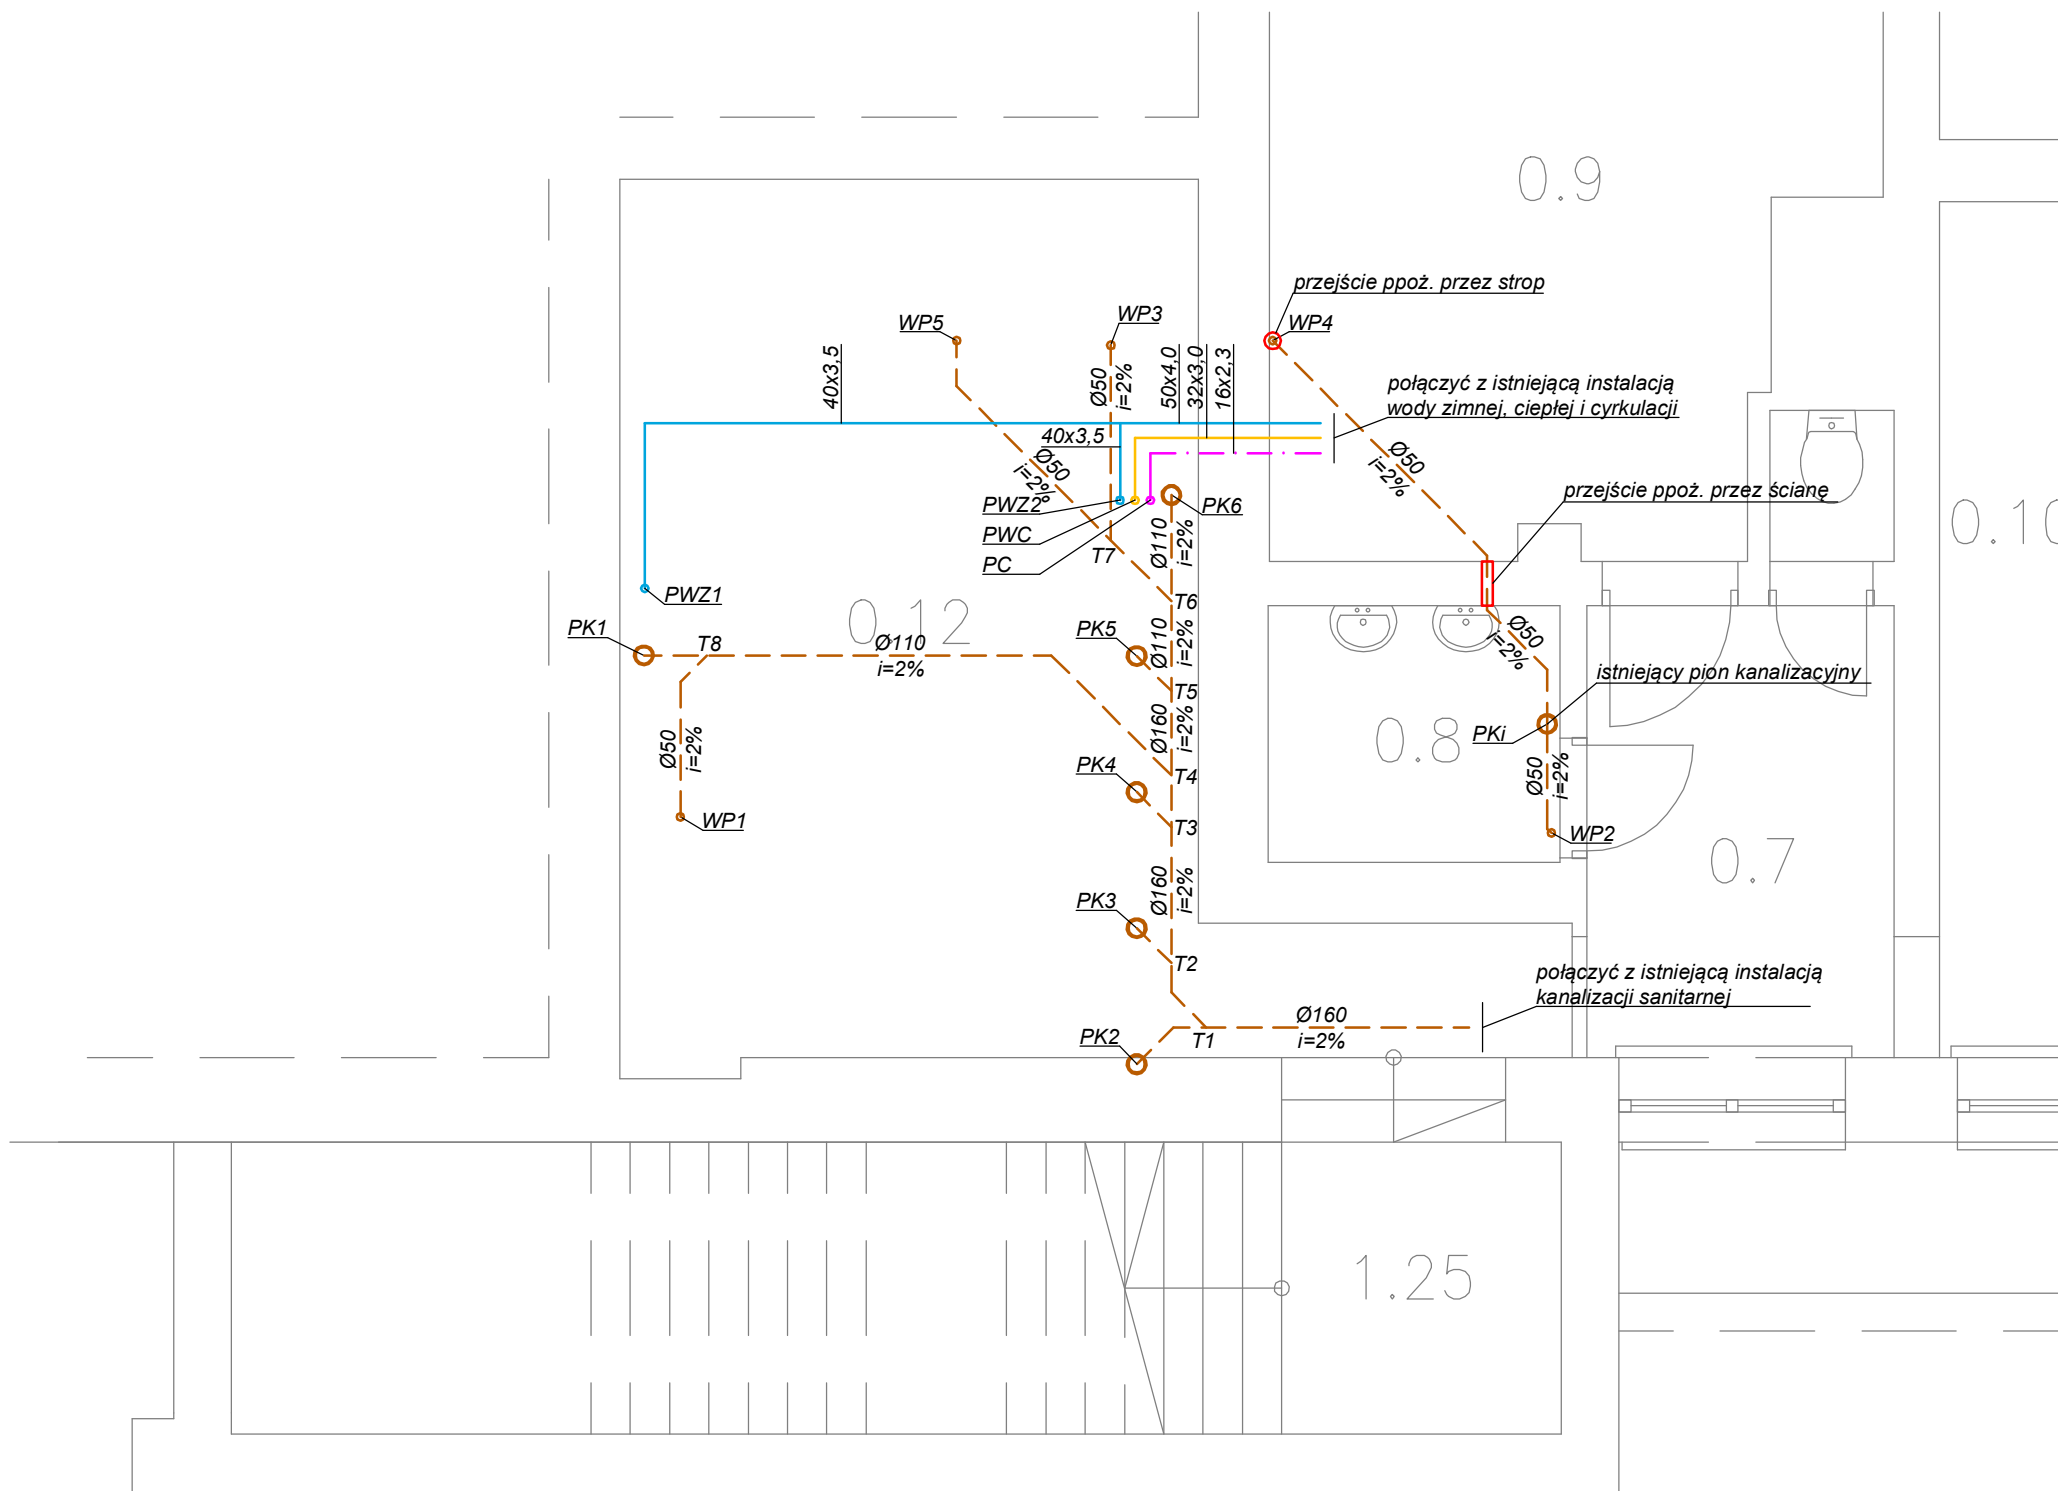 0.9
przejście ppoż. przez strop
WP5
WP3
WP4
40x3,5
Ø50
i=2%
50x4,0
32x3,0
16x2,3
połączyć z istniejącą instalacją
wody zimnej, ciepłej i cyrkulacji
40x3,5
Ø50
i=2%
Ø50
i=2%
przejście ppoż. przez ścianę
PWZ2
PK6
PWC
PC
T7
Ø110
i=2%
0.10
PWZ1
T6
0.12
PK1
T8
Ø110
i=2%
PK5
Ø110
i=2%
Ø50
i=2%
T5
istniejący pion kanalizacyjny
Ø50
i=2%
Ø160
i=2%
0.8
PKi
PK4
T4
Ø50
i=2%
WP1
T3
WP2
0.7
Ø160
i=2%
PK3
T2
połączyć z istniejącą instalacją
kanalizacji sanitarnej
PK2
T1
Ø160
i=2%
1.25